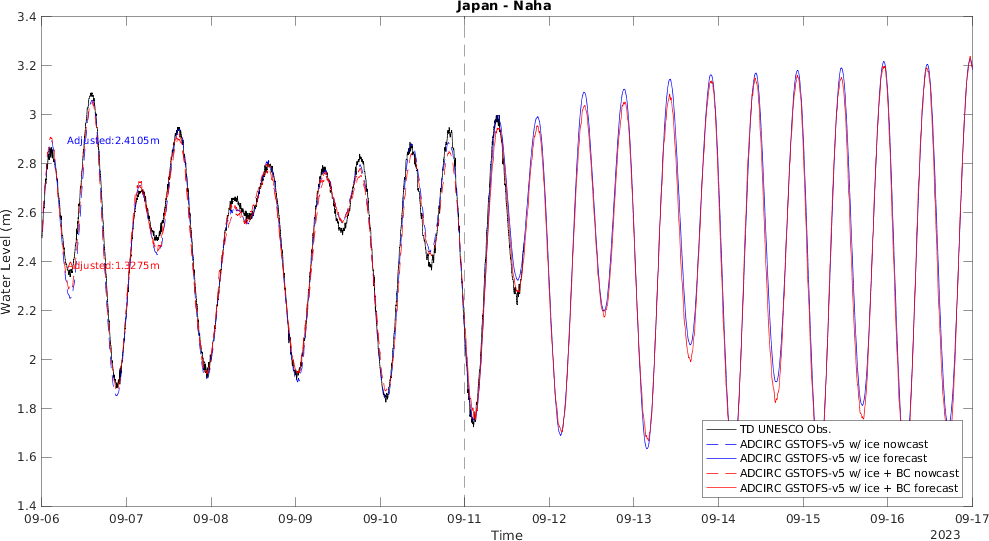 Japan - Naha
3.4
3.2
3
2.8
2.6
2.4
2.2
2
1.8
1.6
1.4
Water Level (m)
Adjusted:2.4105m
Adjusted:1.3275m
TD UNESCO Obs.
ADCIRC GSTOFS-v5 w/ ice nowcast
ADCIRC GSTOFS-v5 w/ ice forecast
ADCIRC GSTOFS-v5 w/ ice + BC nowcast
ADCIRC GSTOFS-v5 w/ ice + BC forecast
09-06 09-07 09-08 09-09 09-10 09-11 09-12 09-13 09-14 09-15 09-16 09-17
Time
2023